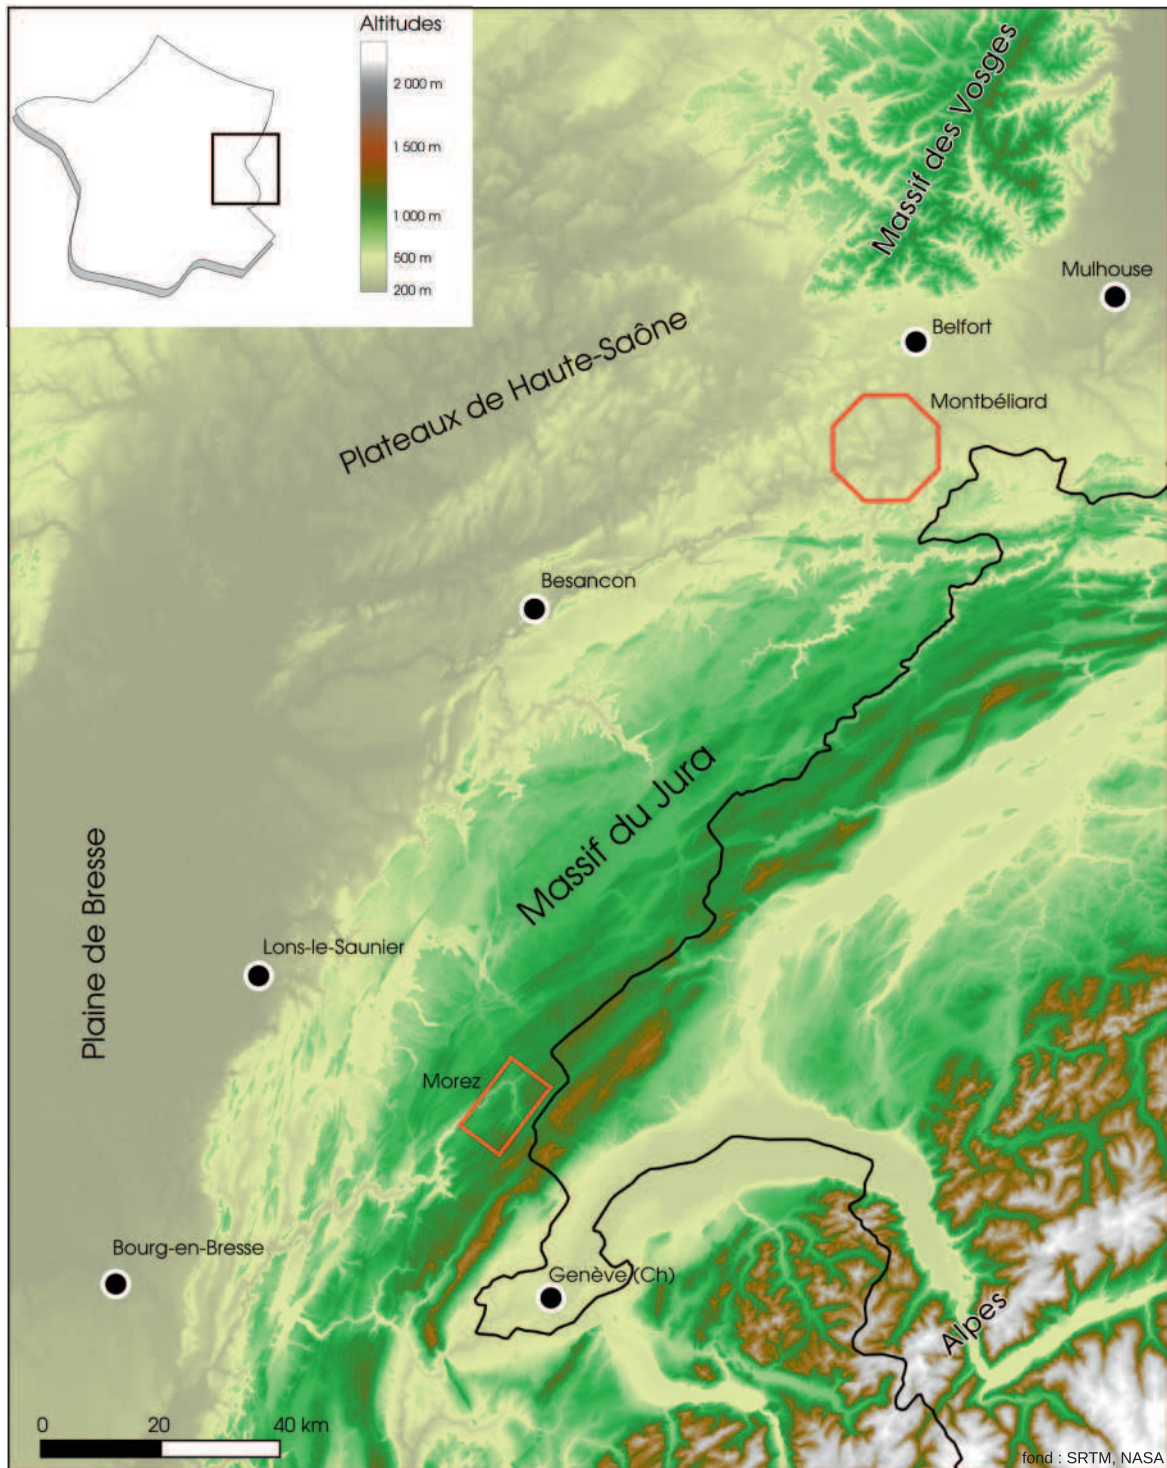 Altitudes
2 000 m
1 500 m
1 000 m
500 m
200 m
Massif des Vosges
Mulhouse
Belfort
Plateaux de Haute-Saône
Montbéliard
Besancon
Massif du Jura
Plaine de Bresse
Lons-le-Saunier
Morez
Bourg-en-Bresse
Genève (Ch)
Alpes
0 20 40 km
fond : SRTM, NASA